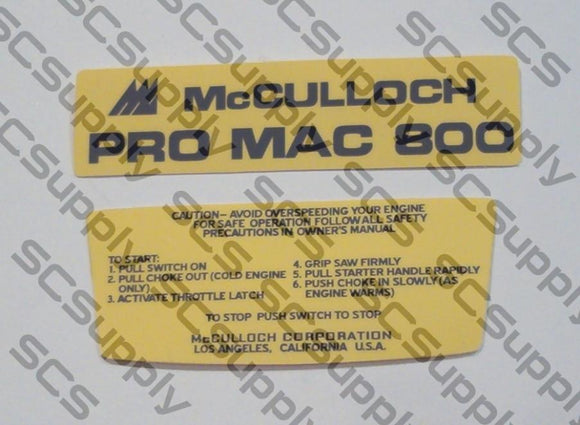 McCULLOCH
PRO MAC 800
CAUTION- AVOID OVERSPEEDING YOUR ENGINE
FOR SAFE OPERATION FOLLOW ALL SAFETY
PRECAUTIONS IN OWNER'S MANUAL
TO START:
1. PULL SWITCH ON
2. PULL CHOKE OUT (COLD ENGINE
ONLY)
3. ACTIVATE THROTTLE LATCH
4. GRIP SAW FIRMLY
5. PULL STARTER HANDLE RAPIDLY
6. PUSH CHOKE IN SLOWLY (AS
ENGINE WARMS)
TO STOP PUSH SWITCH TO STOP
McCULLOCH CORPORATION
LOS ANGELES, CALIFORNIA U.S.A.
SCSupply